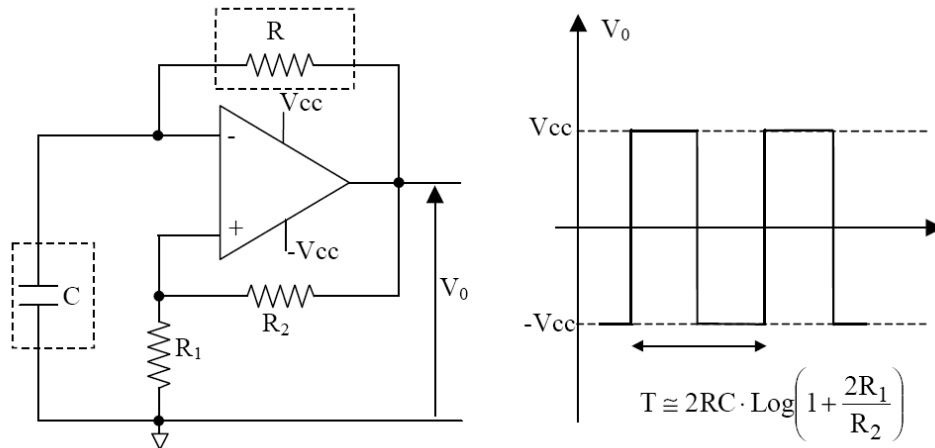 R
Vcc
-
+
-Vcc
C
R₂
R₁
V₀
V₀
Vcc
-Vcc
T ≅ 2RC · Log(1 + 2R₁/R₂)